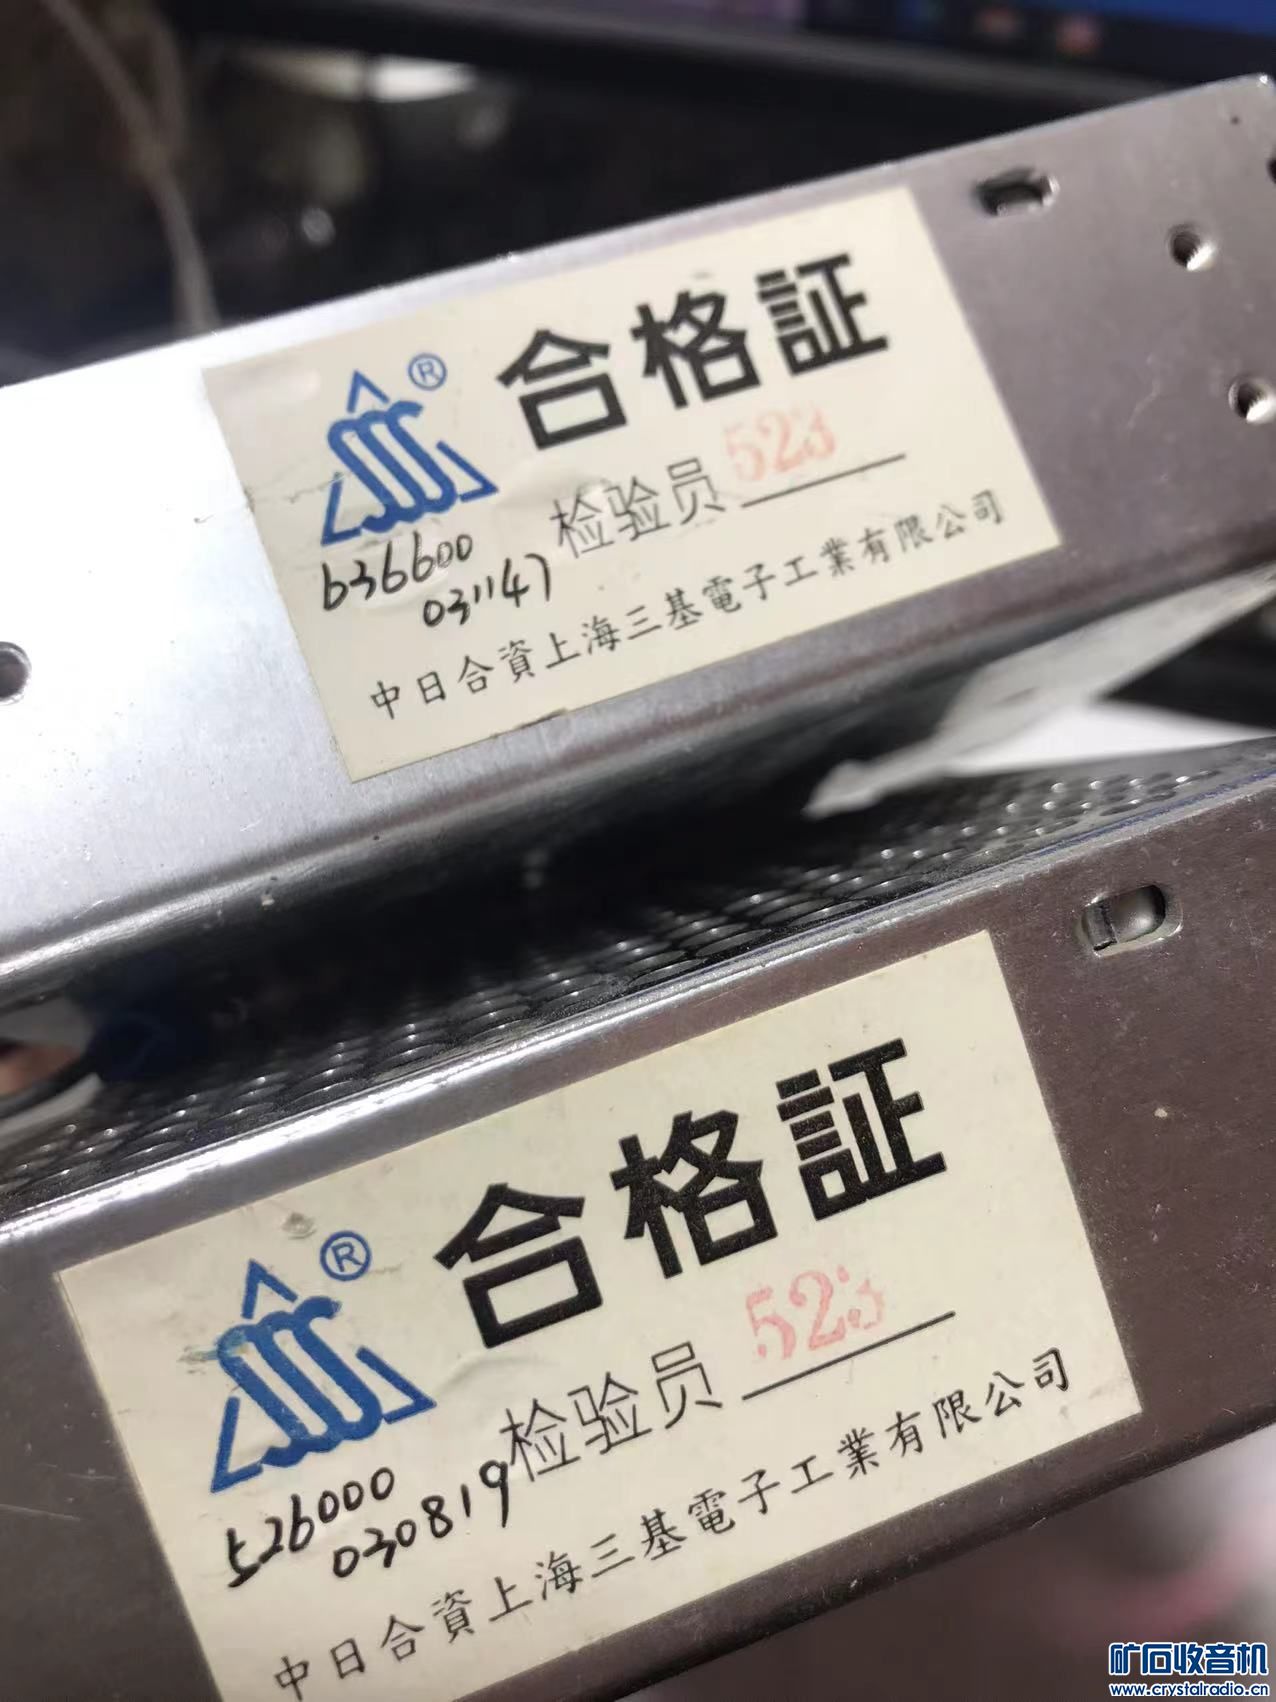 ® 合格証
检验员 523
636600
031147
中日合資上海三基電子工業有限公司
® 合格証
检验员 523
526000
030819
中日合資上海三基電子工業有限公司
矿石收音机
www.crystalradio.cn